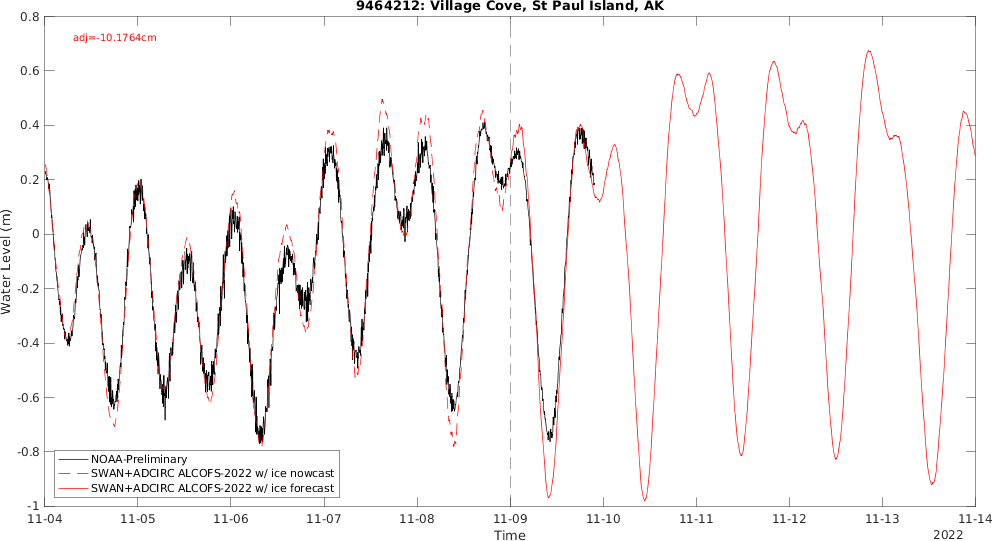 9464212: Village Cove, St Paul Island, AK
adj=-10.1764cm
0.8
0.6
0.4
0.2
0
-0.2
-0.4
-0.6
-0.8
-1
Water Level (m)
NOAA-Preliminary
SWAN+ADCIRC ALCOFS-2022 w/ ice nowcast
SWAN+ADCIRC ALCOFS-2022 w/ ice forecast
11-04 11-05 11-06 11-07 11-08 11-09 11-10 11-11 11-12 11-13 11-14
Time
2022